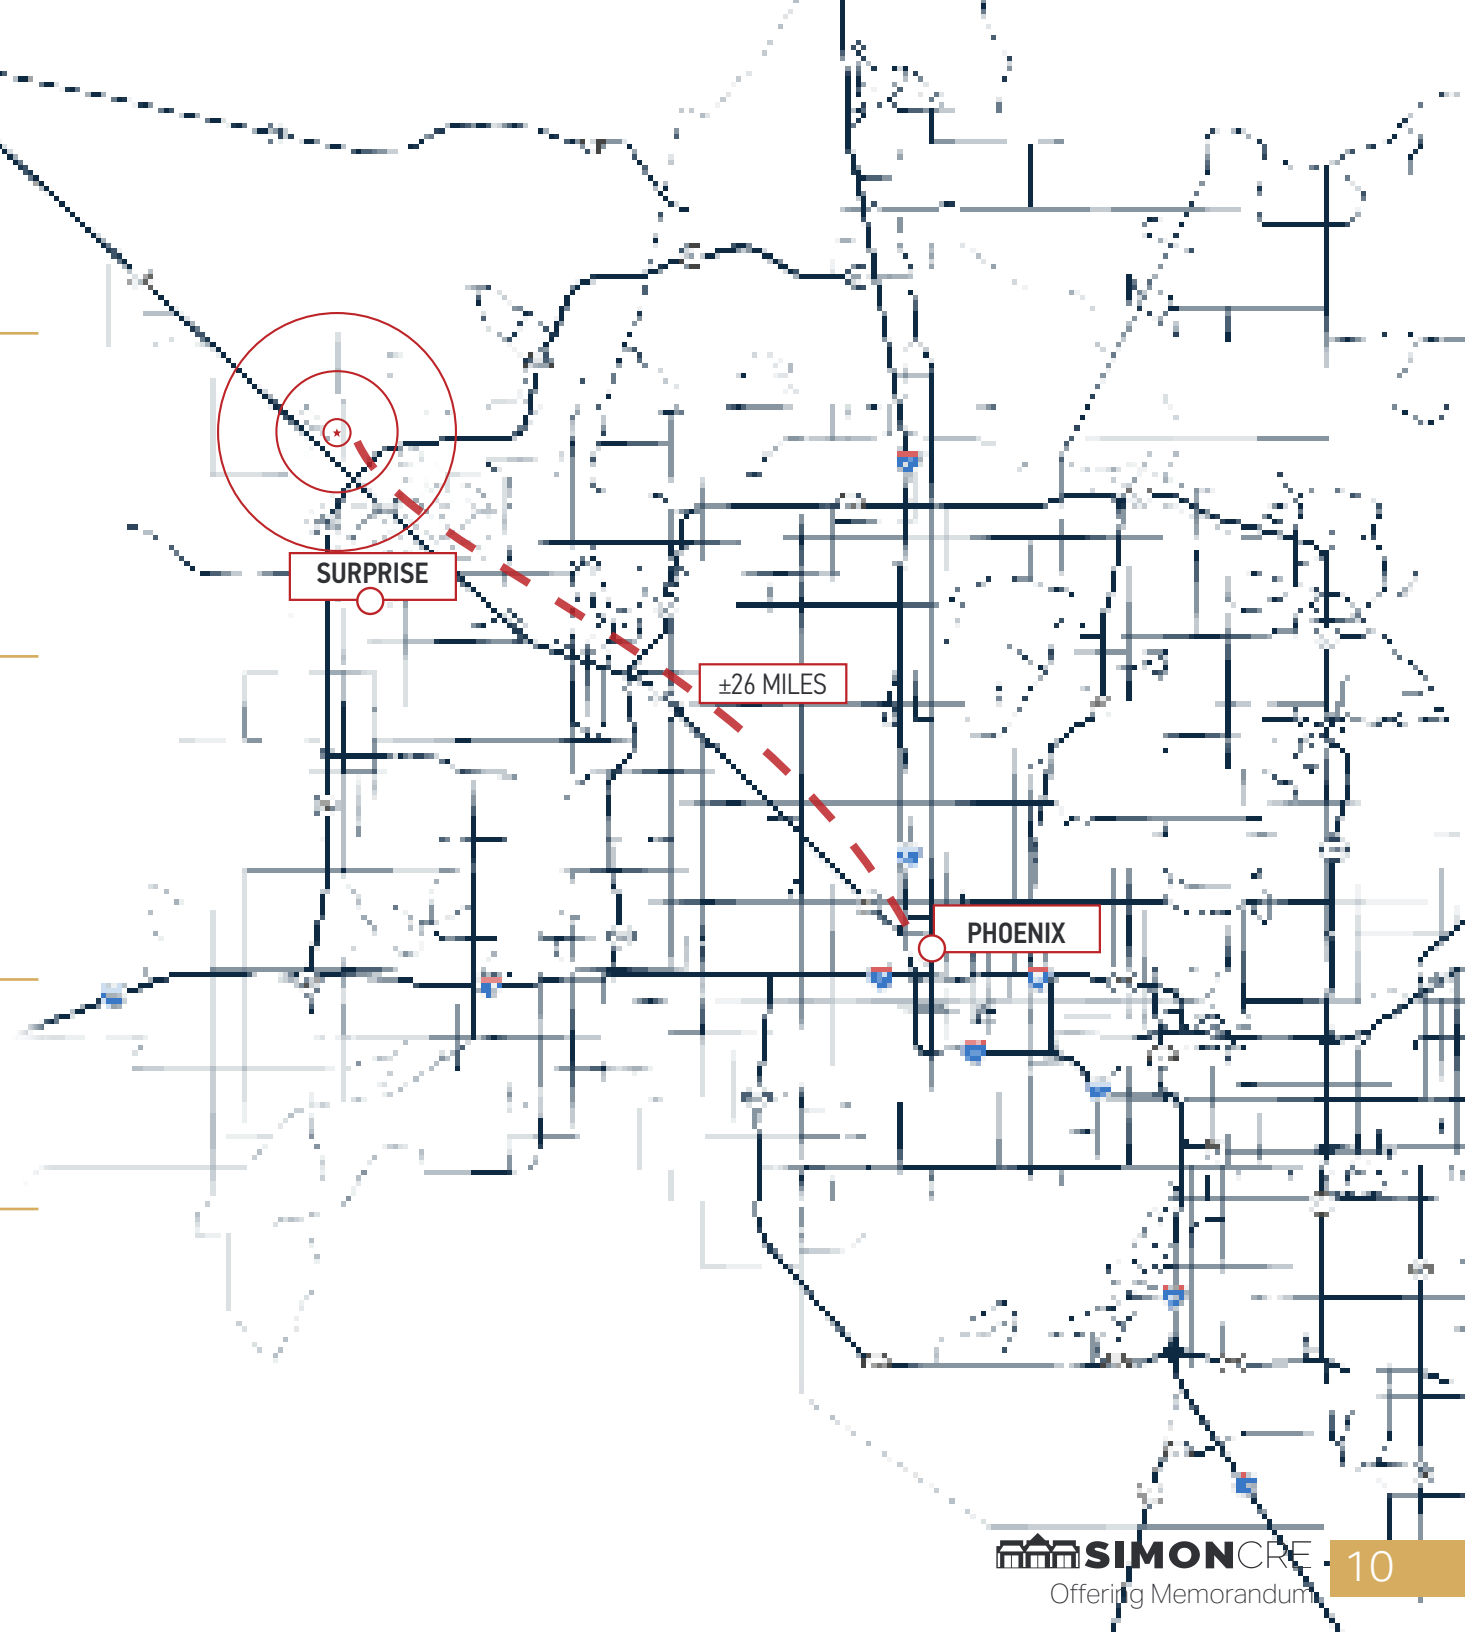 SURPRISE
±26 MILES
PHOENIX
SIMONCRE
Offering Memorandum
10